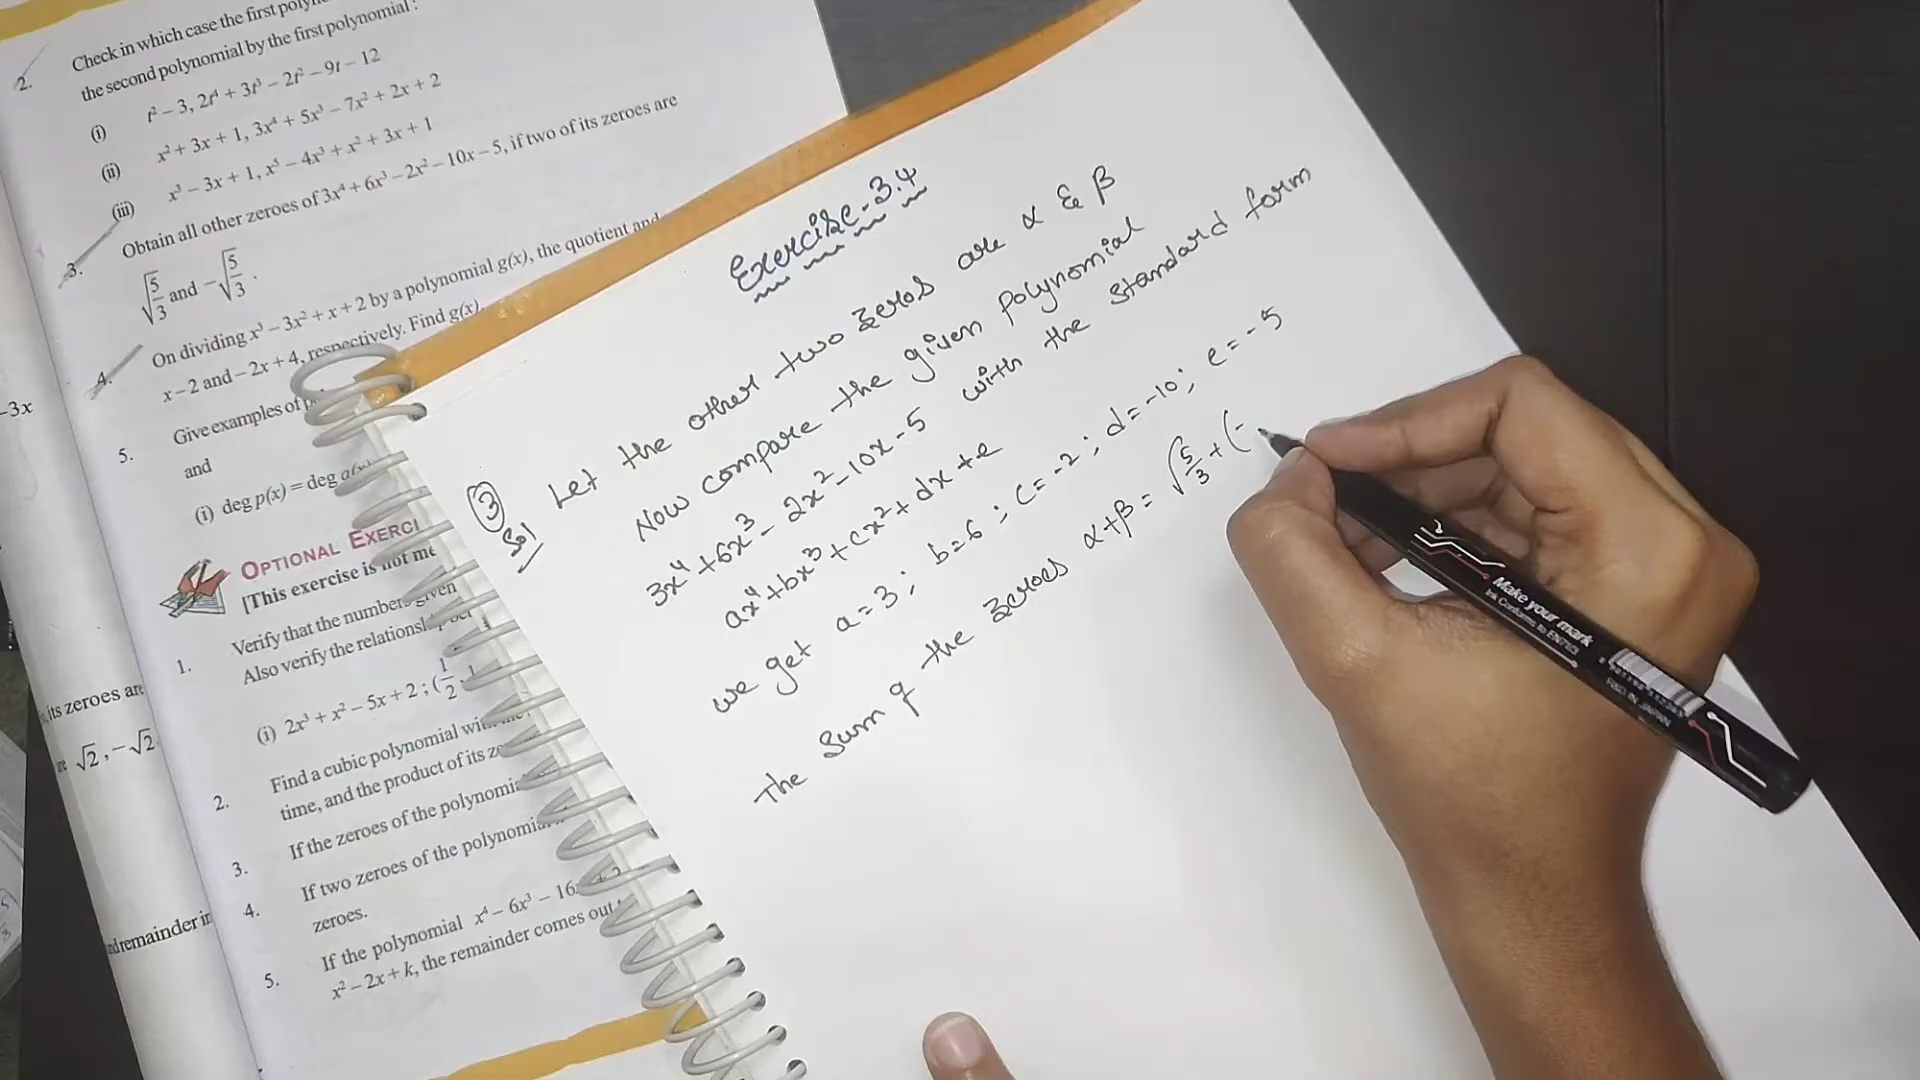 2. Check in which case the first
the second polynomial by the first polynomial:
(i) t² – 3, 2t⁴ + 3t³ – 2t² – 9t – 12
(ii) x² + 3x + 1, 3x⁴ + 5x³ – 7x² + 2x + 2
(iii) x³ – 3x + 1, x⁵ – 4x³ + x² + 3x + 1
3. Obtain all other zeroes of 3x⁴ + 6x³ – 2x² – 10x – 5, if two of its zeroes are
√5/3 and –√5/3 .
4. On dividing x³ – 3x² + x + 2 by a polynomial g(x), the quotient and
x – 2 and – 2x + 4, respectively. Find g(x).
5. Give examples of
and
(i) deg p(x) = deg
OPTIONAL EXERCI
[This exercise is not
1. Verify that the numbers given
Also verify the
(i) 2x³ + x² – 5x + 2 ; (1/2,
2. Find a cubic polynomial
time, and the product of its
3. If the zeroes of the
4. If two zeroes of the
zeroes.
5. If the polynomial x⁴ – 6x³ –
x² – 2x + k, the remainder comes out
–3x
its zeroes are
√2 , –√2
remainder in
Exercise-3.4
③ Let the other two zeros are α & β
Sol Now compare the given polynomial
3x⁴+6x³-2x²-10x-5 with the standard form
ax⁴+bx³+cx²+dx+e
we get a=3; b=6; c=-2; d=-10; e=-5
The sum of the zeroes α+β = √5/3 + (-
Make your mark